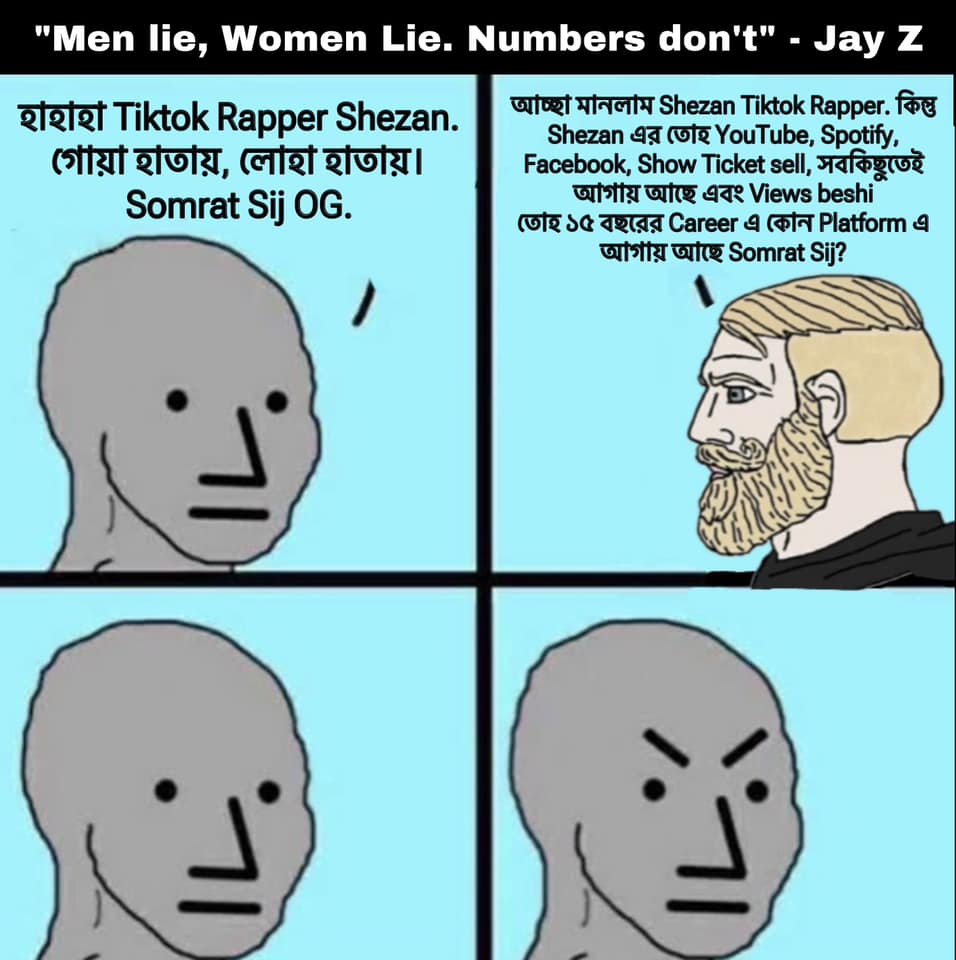 "Men lie, Women Lie. Numbers don't" - Jay Z
হাহাহা Tiktok Rapper Shezan.
গোয়া হাতায়, লোহা হাতায়।
Somrat Sij OG.
আচ্ছা মানলাম Shezan Tiktok Rapper. কিন্তু
Shezan এর তোহ YouTube, Spotify,
Facebook, Show Ticket sell, সবকিছুতেই
আগায় আছে এবং Views beshi
তোহ ১৫ বছরের Career এ কোন Platform এ
আগায় আছে Somrat Sij?